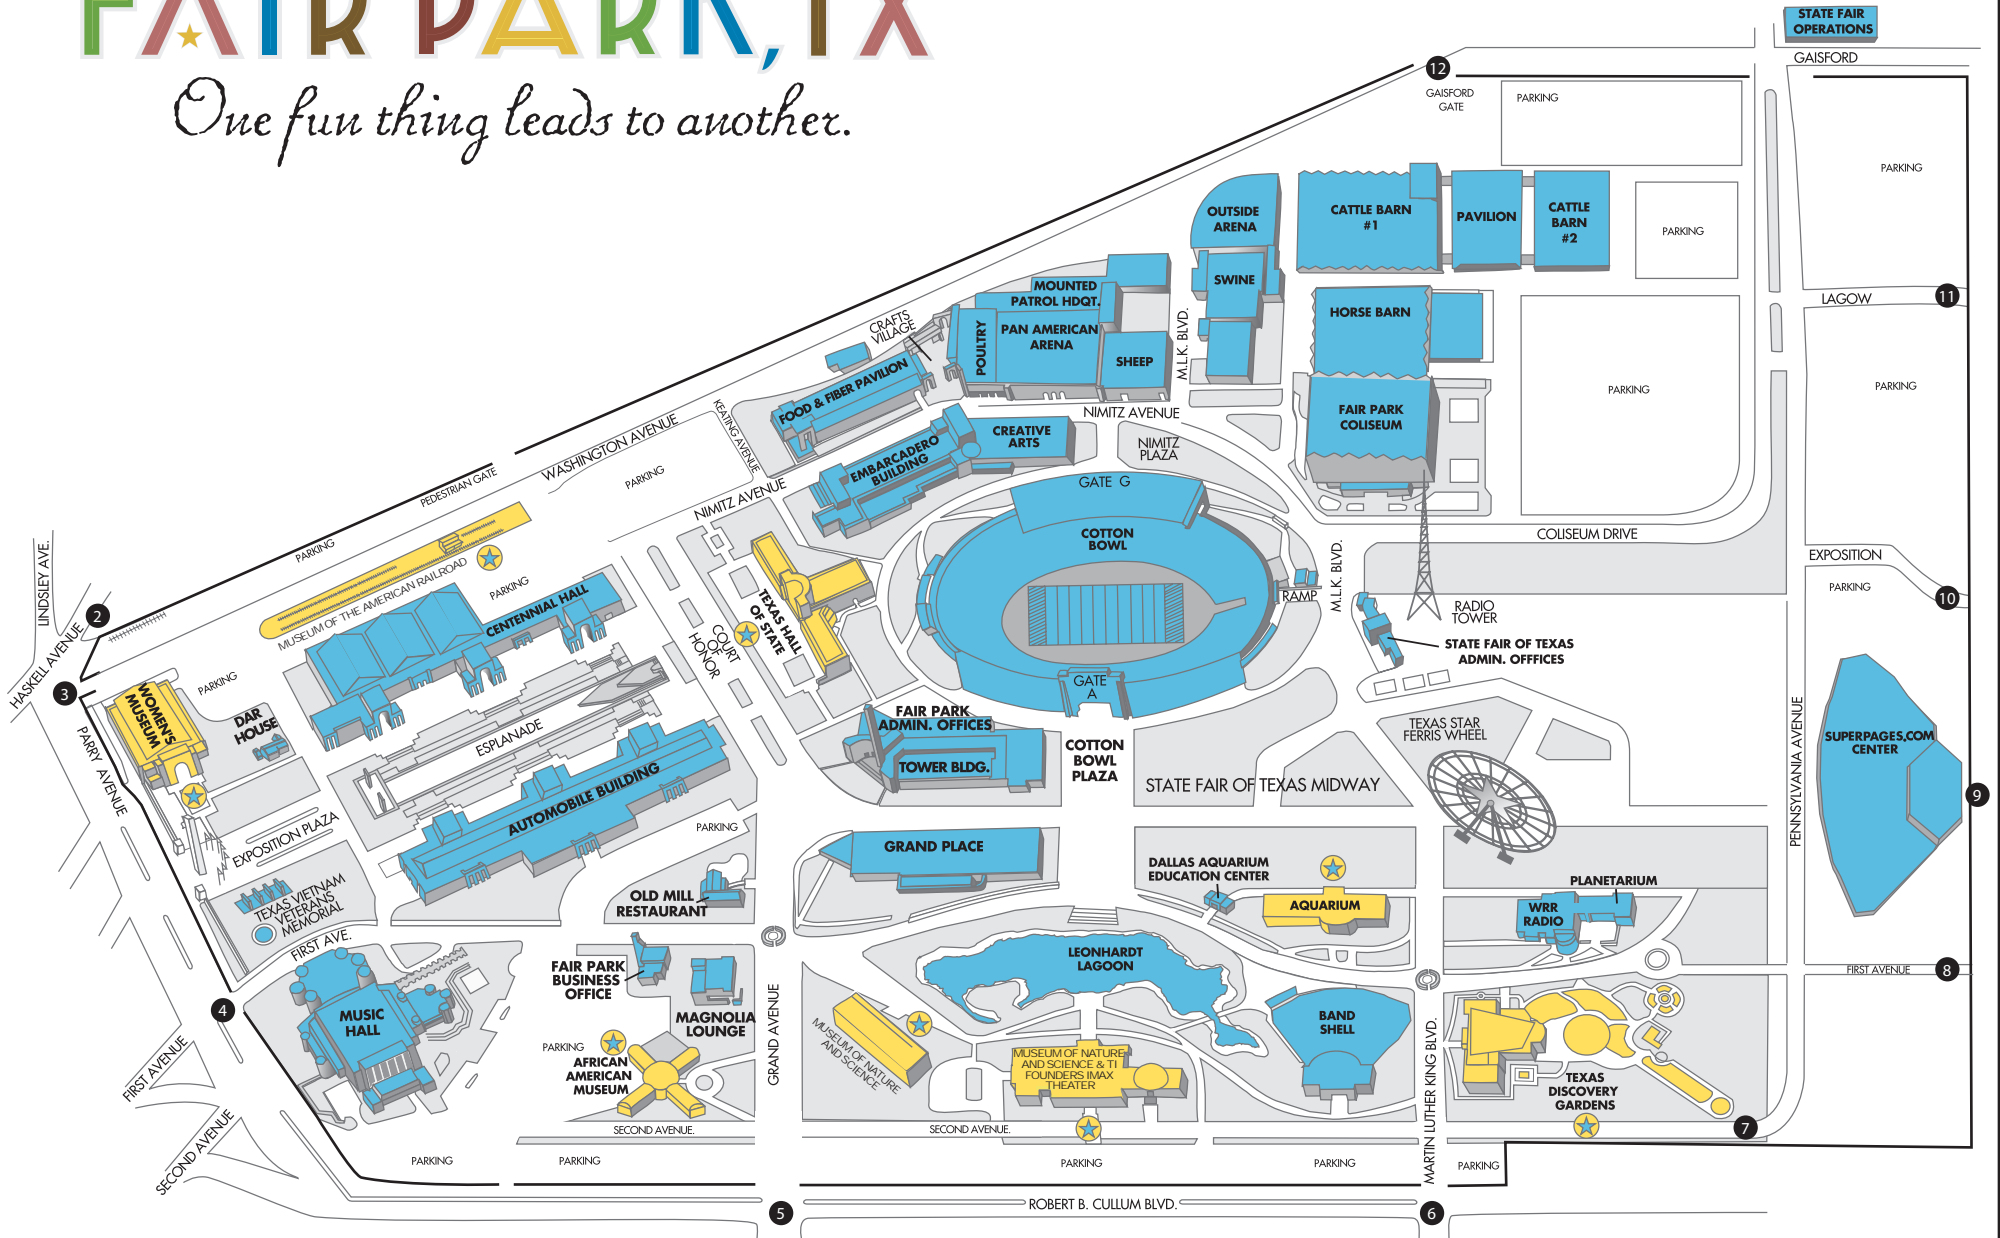 FAIR PARK, TX
One fun thing leads to another.
STATE FAIR
OPERATIONS
GAISFORD
12
GAISFORD
GATE
PARKING
PARKING
OUTSIDE
ARENA
CATTLE BARN
#1
PAVILION
CATTLE
BARN
#2
PARKING
SWINE
MOUNTED
PATROL HDQT.
PAN AMERICAN
ARENA
POULTRY
SHEEP
M.L.K. BLVD.
HORSE BARN
LAGOW
11
CRAFTS
VILLAGE
FOOD & FIBER PAVILION
PARKING
PARKING
FAIR PARK
COLISEUM
NIMITZ AVENUE
NIMITZ
PLAZA
CREATIVE
ARTS
EMBARCADERO
BUILDING
KEATING AVENUE
WASHINGTON AVENUE
PARKING
PEDESTRIAN GATE
NIMITZ AVENUE
GATE G
COTTON
BOWL
COLISEUM DRIVE
EXPOSITION
PARKING
10
M.L.K. BLVD.
RAMP
RADIO
TOWER
STATE FAIR OF TEXAS
ADMIN. OFFFICES
PARKING
MUSEUM OF THE AMERICAN RAILROAD
PARKING
CENTENNIAL HALL
TEXAS HALL
OF STATE
COURT
OF
HONOR
LINDSLEY AVE.
2
HASKELL AVENUE
3
PARRY AVENUE
WOMEN'S
MUSEUM
PARKING
DAR
HOUSE
ESPLANADE
GATE
A
FAIR PARK
ADMIN. OFFICES
TOWER BLDG.
COTTON
BOWL
PLAZA
STATE FAIR OF TEXAS MIDWAY
TEXAS STAR
FERRIS WHEEL
PENNSYLVANIA AVENUE
SUPERPAGES.COM
CENTER
9
AUTOMOBILE BUILDING
EXPOSITION PLAZA
PARKING
GRAND PLACE
DALLAS AQUARIUM
EDUCATION CENTER
AQUARIUM
PLANETARIUM
WRR
RADIO
TEXAS VIETNAM
VETERANS
MEMORIAL
OLD MILL
RESTAURANT
FIRST AVE.
FAIR PARK
BUSINESS
OFFICE
LEONHARDT
LAGOON
FIRST AVENUE
8
4
MUSIC
HALL
MAGNOLIA
LOUNGE
GRAND AVENUE
MUSEUM OF NATURE
AND SCIENCE
BAND
SHELL
MARTIN LUTHER KING BLVD.
PARKING
AFRICAN
AMERICAN
MUSEUM
MUSEUM OF NATURE
AND SCIENCE & TI
FOUNDERS IMAX
THEATER
TEXAS
DISCOVERY
GARDENS
7
FIRST AVENUE
SECOND AVENUE
SECOND AVENUE.
SECOND AVENUE.
PARKING
PARKING
PARKING
PARKING
PARKING
ROBERT B. CULLUM BLVD.
5
6